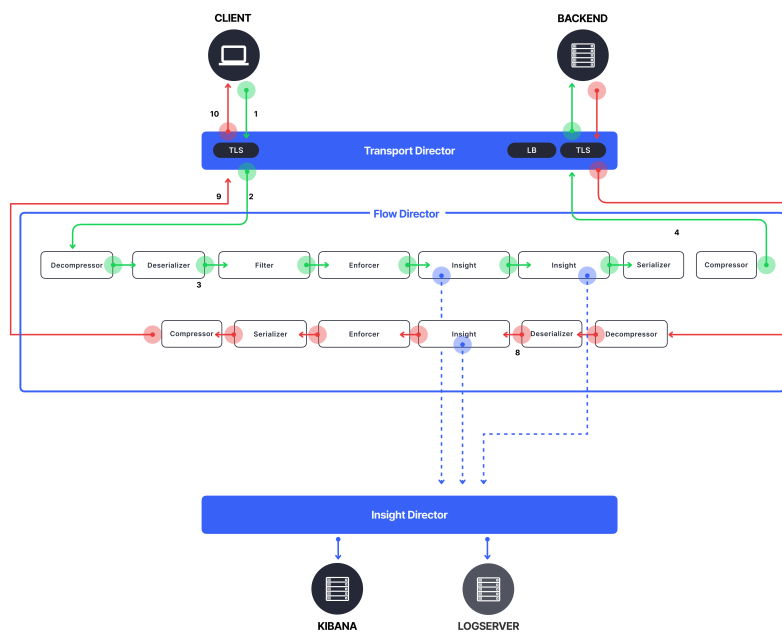 CLIENT
BACKEND
10
1
TLS
Transport Director
LB
TLS
9
2
Flow Director
4
Decompressor
Deserializer
Filter
Enforcer
Insight
Insight
Serializer
Compressor
3
Compressor
Serializer
Enforcer
Insight
Deserializer
Decompressor
8
Insight Director
KIBANA
LOGSERVER